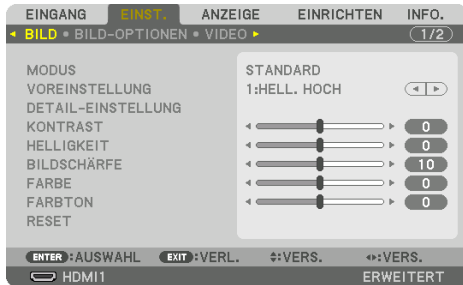 EINGANG EINST. ANZEIGE EINRICHTEN INFO.
BILD • BILD-OPTIONEN • VIDEO 1/2
MODUS STANDARD
VOREINSTELLUNG 1:HELL. HOCH
DETAIL-EINSTELLUNG
KONTRAST 0
HELLIGKEIT 0
BILDSCHÄRFE 10
FARBE 0
FARBTON 0
RESET
ENTER:AUSWAHL EXIT:VERL. :VERS. :VERS.
HDMI1 ERWEITERT